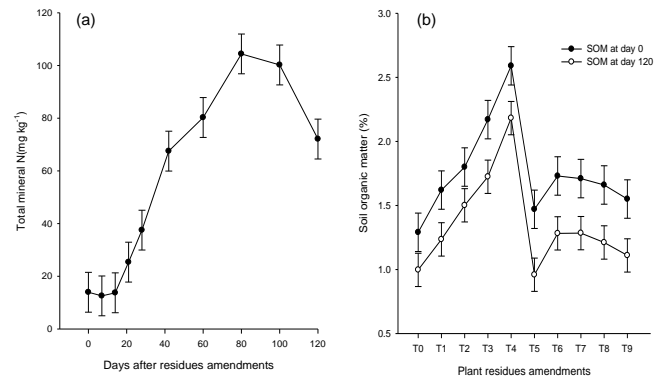 (a)
120
100
80
60
40
20
0
Total mineral N(mg kg⁻¹)
0 20 40 60 80 100 120
Days after residues amendments
(b)
3.0
2.5
2.0
1.5
1.0
0.5
Soil organic matter (%)
SOM at day 0
SOM at day 120
T0 T1 T2 T3 T4 T5 T6 T7 T8 T9
Plant residues amendments